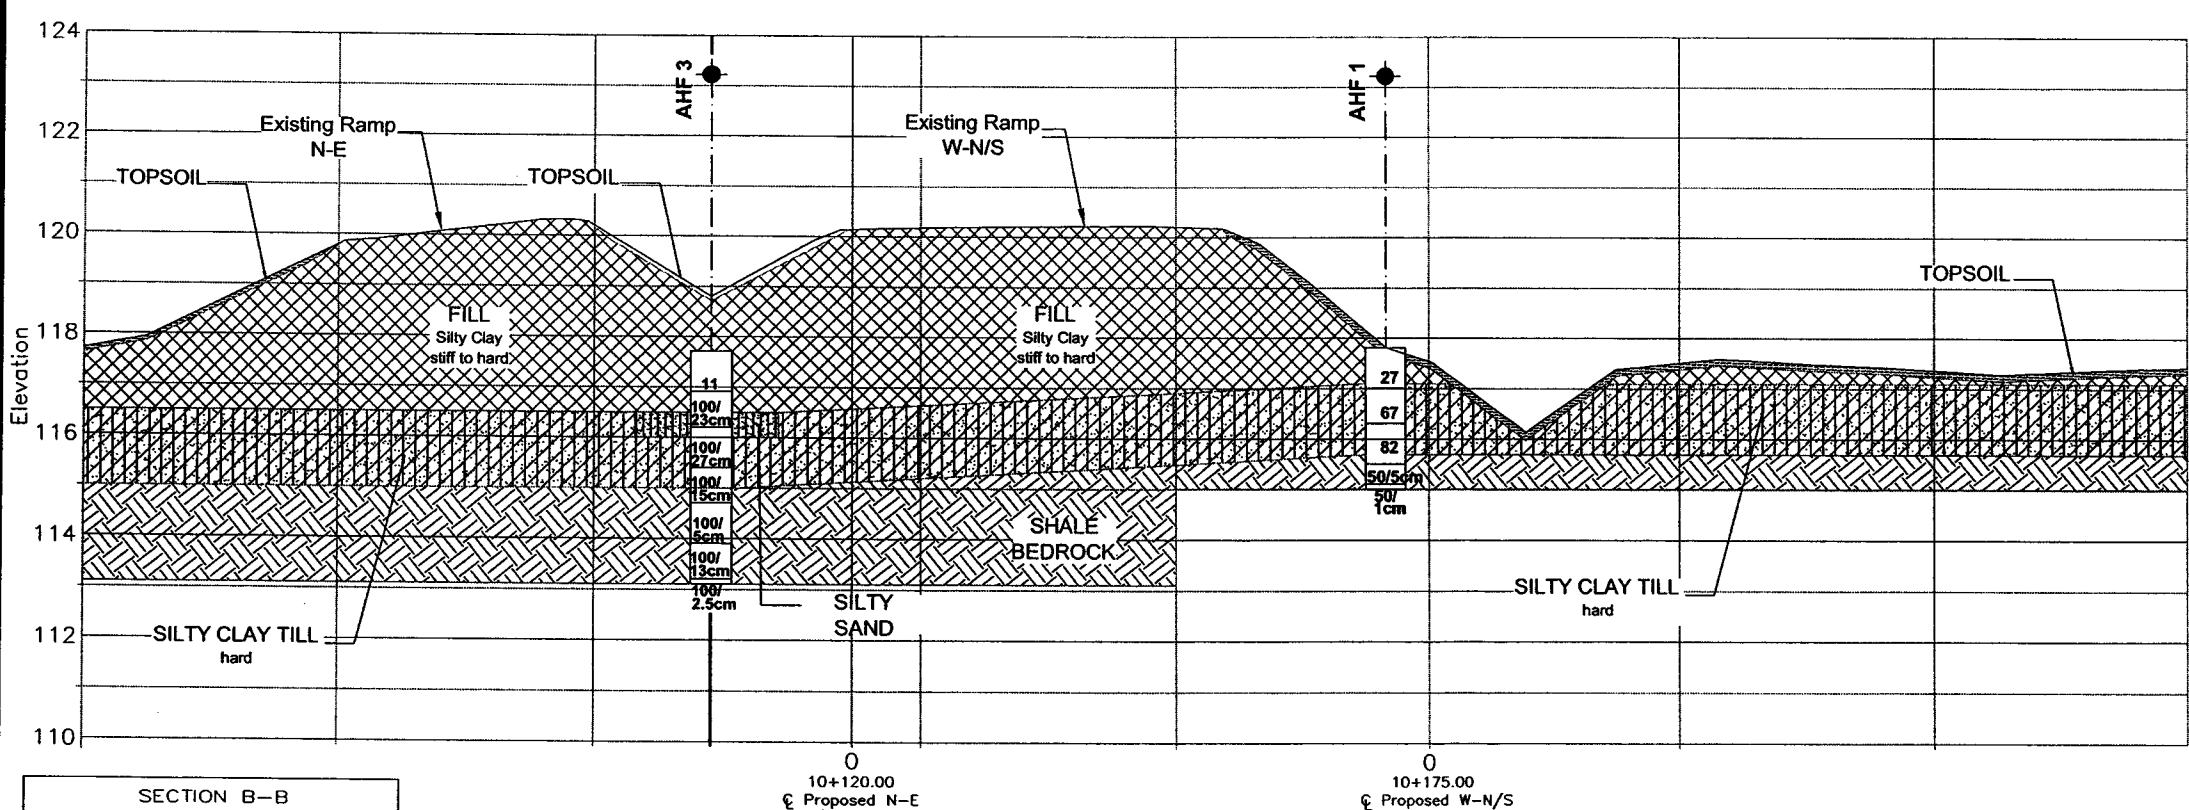 124
122
120
118
116
114
112
110
Elevation
AHF 3
AHF 1
Existing Ramp
N-E
Existing Ramp
W-N/S
TOPSOIL
TOPSOIL
TOPSOIL
FILL
Silty Clay
stiff to hard
FILL
Silty Clay
stiff to hard
11
100/
23cm
100/
27cm
100/
15cm
100/
5cm
100/
13cm
100/
2.5cm
27
67
82
50/5cm
50/
1cm
SHALE
BEDROCK
SILTY
SAND
SILTY CLAY TILL
hard
SILTY CLAY TILL
hard
0
10+120.00
℄ Proposed N-E
0
10+175.00
℄ Proposed W-N/S
SECTION B-B